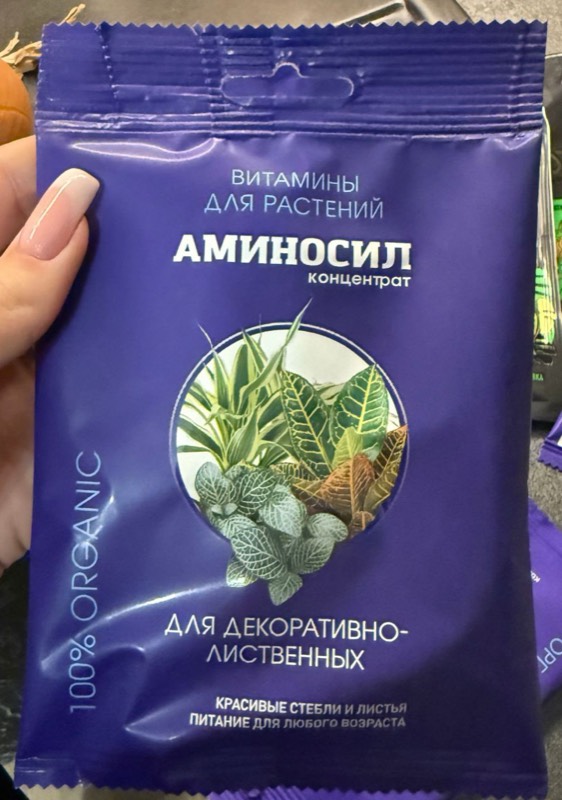 ВИТАМИНЫ
ДЛЯ РАСТЕНИЙ
АМИНОСИЛ
концентрат
100% ORGANIC
ДЛЯ ДЕКОРАТИВНО-
ЛИСТВЕННЫХ
КРАСИВЫЕ СТЕБЛИ И ЛИСТЬЯ
ПИТАНИЕ ДЛЯ ЛЮБОГО ВОЗРАСТА